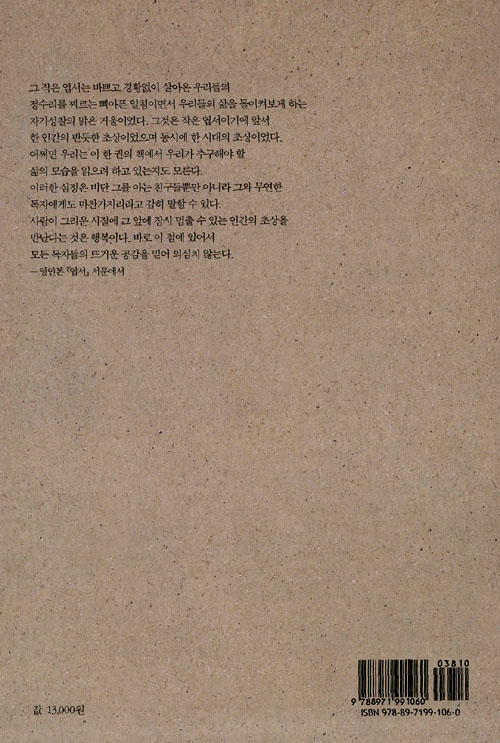 그 작은 엽서는 바쁘고 경황없이 살아온 우리들의
정수리를 찌르는 뼈아픈 일침이면서 우리들의 삶을 돌이켜보게 하는
자기성찰의 맑은 거울이었다. 그것은 작은 엽서이기에 앞서
한 인간의 반듯한 초상이었으며 동시에 한 시대의 초상이었다.
어쩌면 우리는 이 한 권의 책에서 우리가 추구해야 할
삶의 모습을 읽으려 하고 있는지도 모른다.
이러한 심정은 비단 그를 아는 친구들뿐만 아니라 그와 무연한
독자에게도 마찬가지리라고 감히 말할 수 있다.
사람이 그리운 시절에 그 앞에 잠시 멈출 수 있는 인간의 초상을
만난다는 것은 행복이다. 바로 이 점에 있어서
모든 독자들의 뜨거운 공감을 믿어 의심치 않는다.
– 영인본 『엽서』 서문에서
03810
9 788971 991060
ISBN 978-89-7199-106-0
값 13,000원